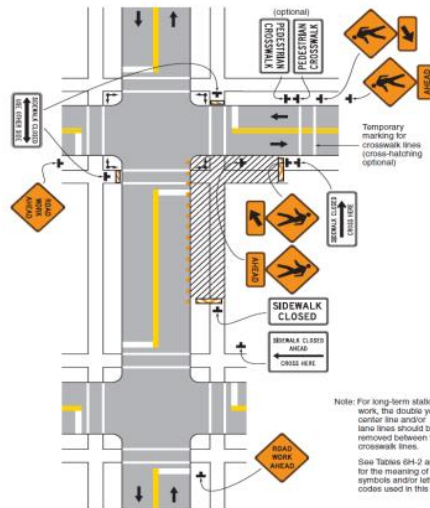 (optional)
PEDESTRIAN
CROSSWALK
PEDESTRIAN
CROSSWALK
AHEAD
SIDEWALK CLOSED
USE OTHER SIDE
Temporary
marking for
crosswalk lines
(cross-hatching
optional)
ROAD
WORK
AHEAD
SIDEWALK CLOSED
CROSS HERE
AHEAD
SIDEWALK
CLOSED
SIDEWALK CLOSED
AHEAD
CROSS HERE
ROAD
WORK
AHEAD
Note: For long-term
work, the double
center line and/or
lane lines should
removed between
crosswalk lines.
See Tables 6H-2
for the meaning of
symbols and/or
codes used in this